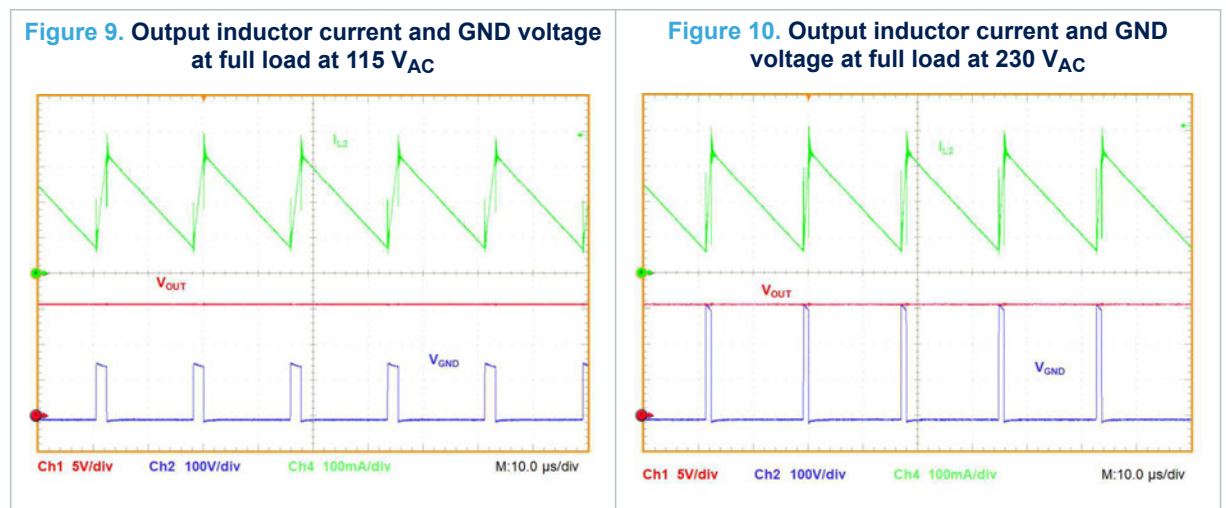 Figure 9. Output inductor current and GND voltage
at full load at 115 VAC
IL2
VOUT
VGND
Ch1 5V/div Ch2 100V/div Ch4 100mA/div M:10.0 µs/div
Figure 10. Output inductor current and GND
voltage at full load at 230 VAC
IL2
VOUT
VGND
Ch1 5V/div Ch2 100V/div Ch4 100mA/div M:10.0 µs/div